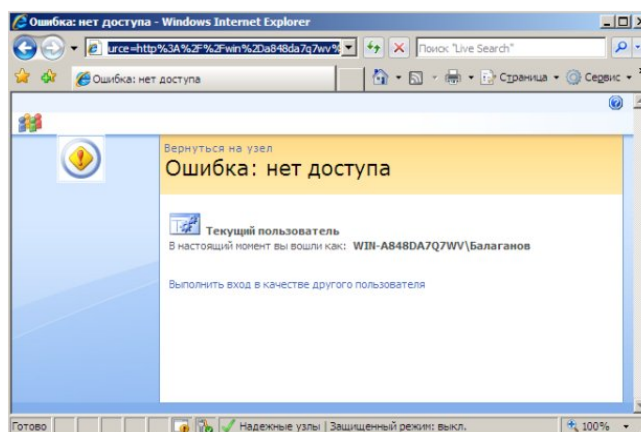 Ошибка: нет доступа - Windows Internet Explorer
urce=http%3A%2F%2Fwin%2Da848da7q7wv%
Поиск "Live Search"
Ошибка: нет доступа
Страница
Сервис
Вернуться на узел
Ошибка: нет доступа
Текущий пользователь
В настоящий момент вы вошли как: WIN-A848DA7Q7WV\Балаганов
Выполнить вход в качестве другого пользователя
Готово
Надежные узлы | Защищенный режим: выкл.
100%